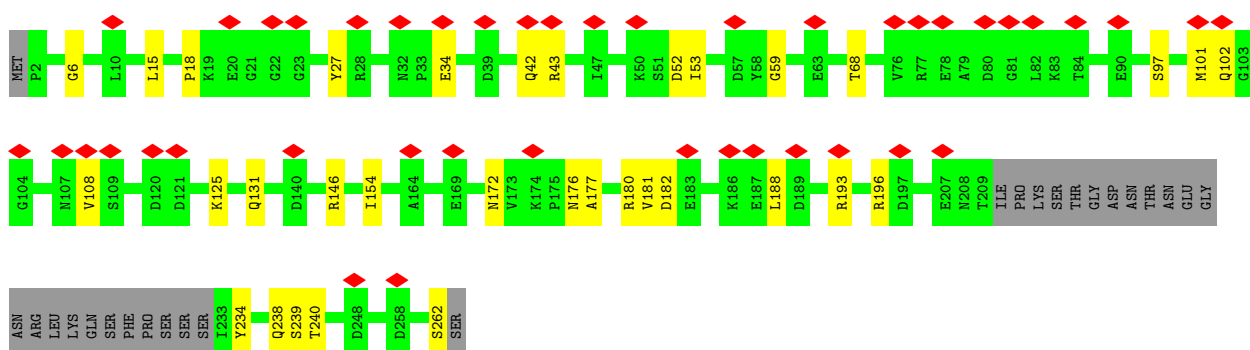 MET P2 G6 L10 L15 P18 K19 E20 G21 G22 G23 Y27 R28 N32 P33 E34 D39 Q42 R43 I47 K50 S51 D52 I53 D57 Y58 G59 E63 T68 V76 R77 E78 A79 D80 G81 L82 K83 T84 E90 S97 M101 Q102 G103
G104 N107 V108 S109 D120 D121 K125 Q131 D140 R146 I154 A164 E169 N172 V173 K174 P175 N176 A177 R180 V181 D182 E183 K186 E187 L188 D189 R193 R196 D197 E207 N208 T209 ILE PRO LYS SER THR GLY ASP ASN THR ASN GLU GLY
ASN ARG LEU LYS GLN SER PHE PRO SER SER SER I233 Y234 Q238 S239 T240 D248 D258 S262 SER